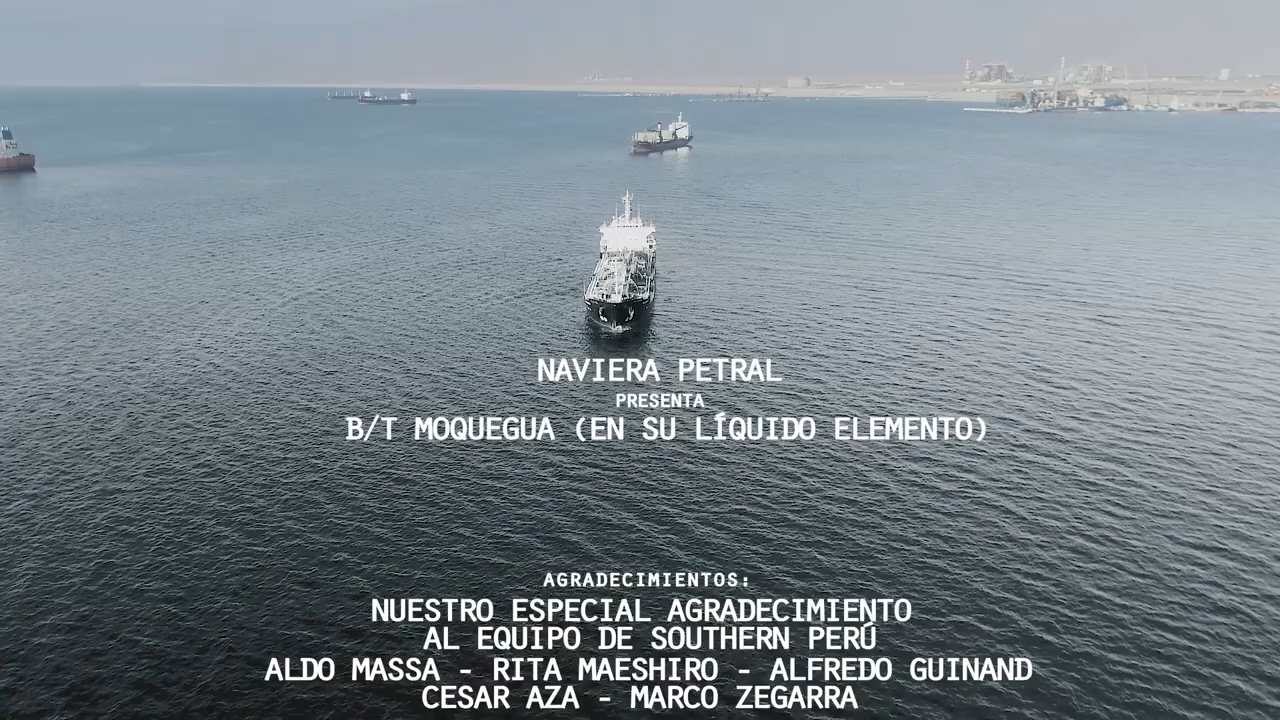 NAVIERA PETRAL
PRESENTA
B/T MOQUEGUA (EN SU LÍQUIDO ELEMENTO)
AGRADECIMIENTOS:
NUESTRO ESPECIAL AGRADECIMIENTO
AL EQUIPO DE SOUTHERN PERÚ
ALDO MASSA - RITA MAESHIRO - ALFREDO GUINAND
CESAR AZA - MARCO ZEGARRA